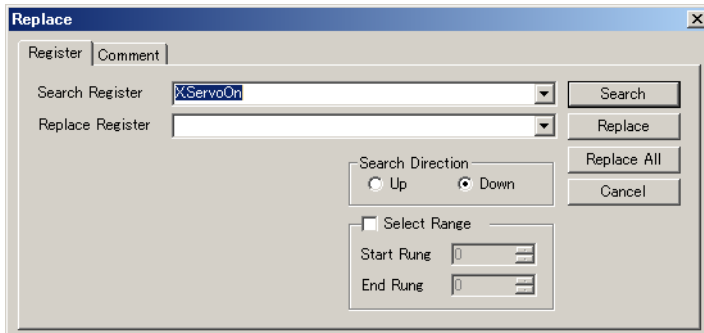 Replace
Register Comment
Search Register XServoOn Search
Replace Register Replace
Search Direction Replace All
Up Down Cancel
Select Range
Start Rung 0
End Rung 0